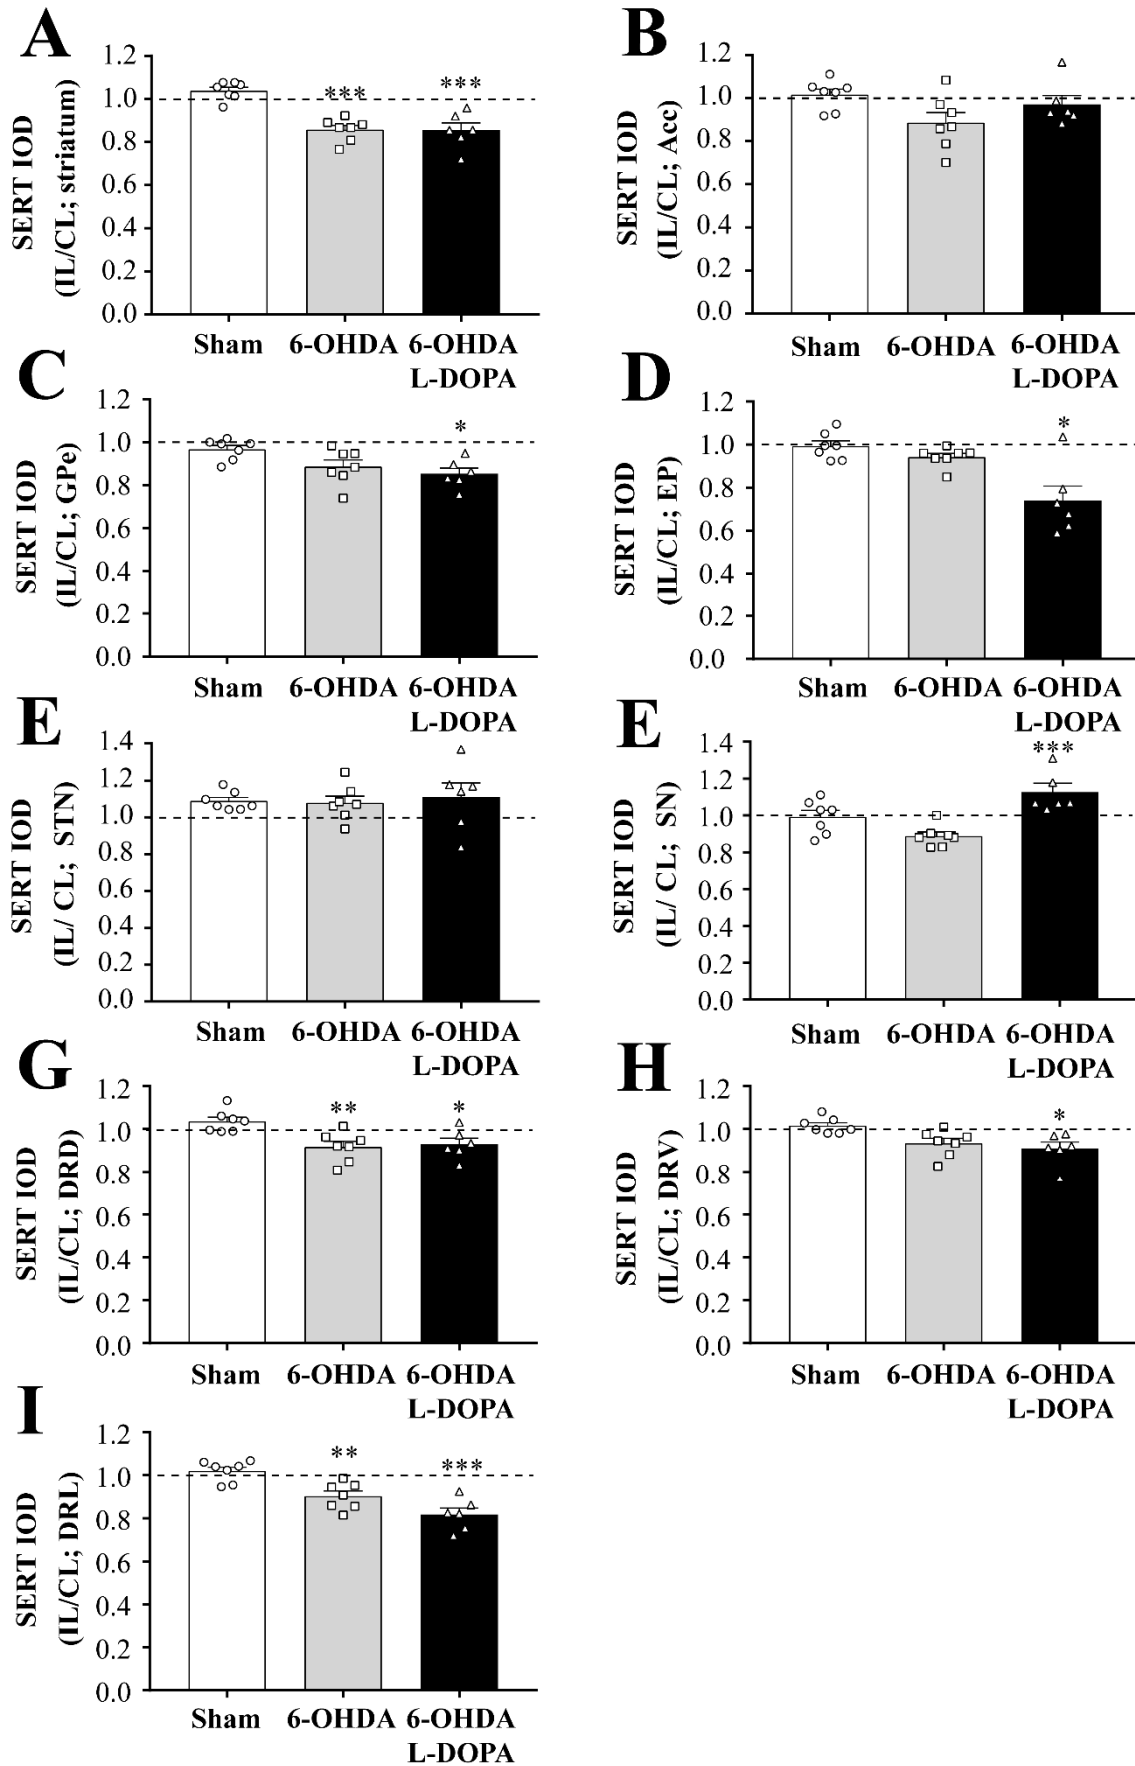 A
SERT IOD
(IL/CL; striatum)
1.2
1.0
0.8
0.6
0.4
0.2
0.0
***
***
Sham 6-OHDA 6-OHDA
L-DOPA
B
SERT IOD
(IL/CL; Acc)
1.2
1.0
0.8
0.6
0.4
0.2
0.0
Sham 6-OHDA 6-OHDA
L-DOPA
C
SERT IOD
(IL/CL; GPe)
1.2
1.0
0.8
0.6
0.4
0.2
0.0
*
Sham 6-OHDA 6-OHDA
L-DOPA
D
SERT IOD
(IL/CL; EP)
1.2
1.0
0.8
0.6
0.4
0.2
0.0
*
Sham 6-OHDA 6-OHDA
L-DOPA
E
SERT IOD
(IL/ CL; STN)
1.4
1.2
1.0
0.8
0.6
0.4
0.2
0.0
Sham 6-OHDA 6-OHDA
L-DOPA
E
SERT IOD
(IL/ CL; SN)
1.4
1.2
1.0
0.8
0.6
0.4
0.2
0.0
***
Sham 6-OHDA 6-OHDA
L-DOPA
G
SERT IOD
(IL/CL; DRD)
1.2
1.0
0.8
0.6
0.4
0.2
0.0
**
*
Sham 6-OHDA 6-OHDA
L-DOPA
H
SERT IOD
(IL/CL; DRV)
1.2
1.0
0.8
0.6
0.4
0.2
0.0
*
Sham 6-OHDA 6-OHDA
L-DOPA
I
SERT IOD
(IL/CL; DRL)
1.2
1.0
0.8
0.6
0.4
0.2
0.0
**
***
Sham 6-OHDA 6-OHDA
L-DOPA